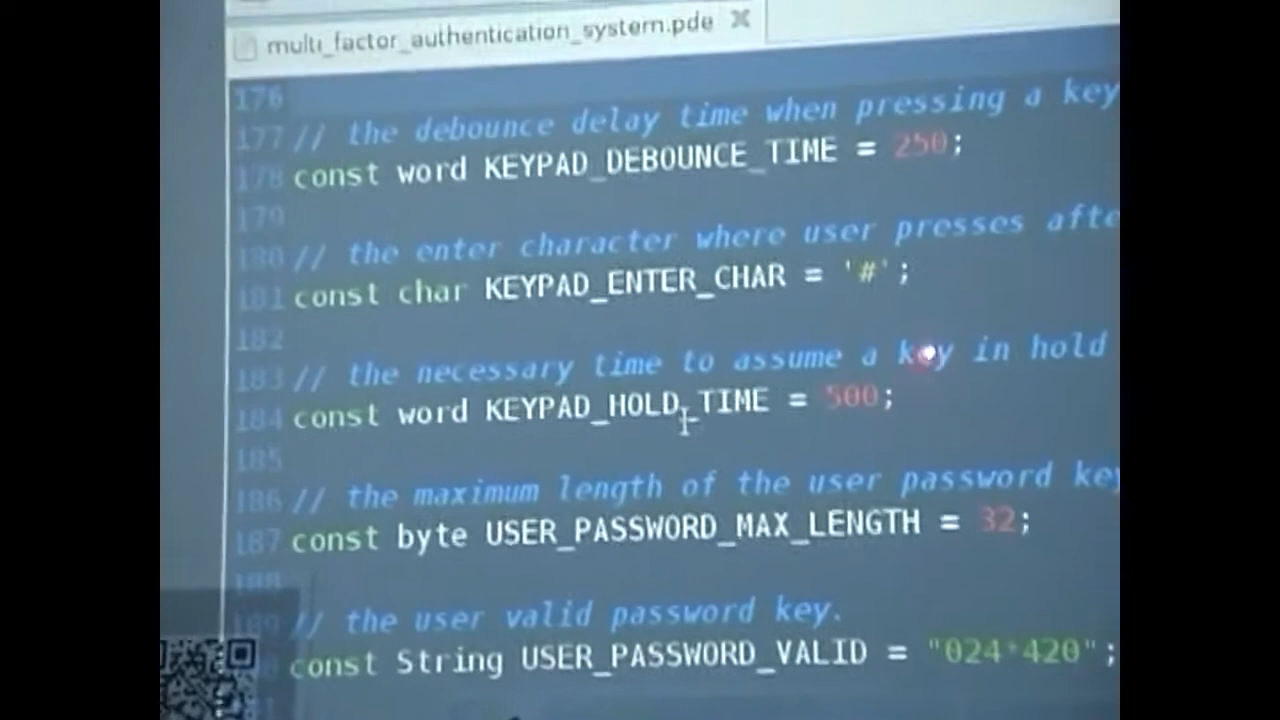 multi_factor_authentication_system.pde
176
177 // the debounce delay time when pressing a key
178 const word KEYPAD_DEBOUNCE_TIME = 250;
179
180 // the enter character where user presses afte
181 const char KEYPAD_ENTER_CHAR = '#';
182
183 // the necessary time to assume a key in hold
184 const word KEYPAD_HOLD_TIME = 500;
185
186 // the maximum length of the user password key
187 const byte USER_PASSWORD_MAX_LENGTH = 32;
188
189 // the user valid password key.
const String USER_PASSWORD_VALID = "024*420";